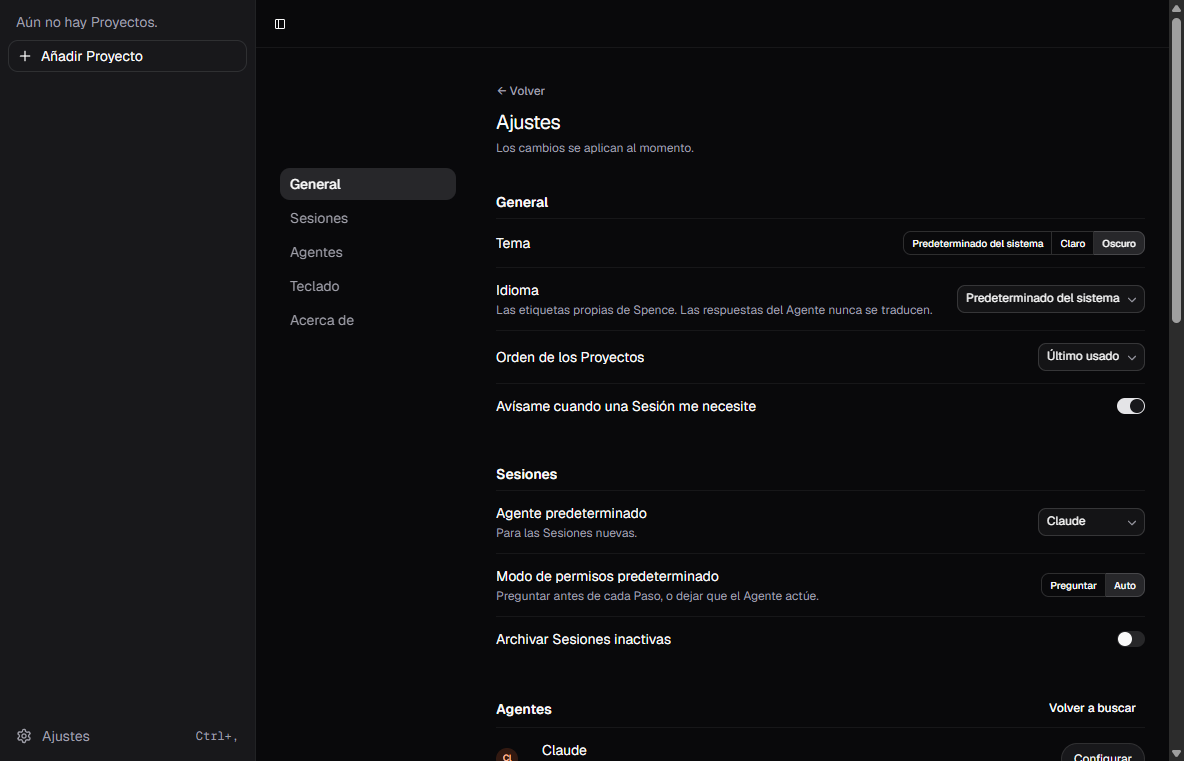 Aún no hay Proyectos.
Añadir Proyecto
← Volver
Ajustes
Los cambios se aplican al momento.
General
Sesiones
Agentes
Teclado
Acerca de
General
Tema
Predeterminado del sistema Claro Oscuro
Idioma
Las etiquetas propias de Spence. Las respuestas del Agente nunca se traducen.
Predeterminado del sistema
Orden de los Proyectos
Último usado
Avísame cuando una Sesión me necesite
Sesiones
Agente predeterminado
Para las Sesiones nuevas.
Claude
Modo de permisos predeterminado
Preguntar antes de cada Paso, o dejar que el Agente actúe.
Preguntar Auto
Archivar Sesiones inactivas
Agentes
Volver a buscar
Cl
Claude
Configurar
Ajustes
Ctrl+,